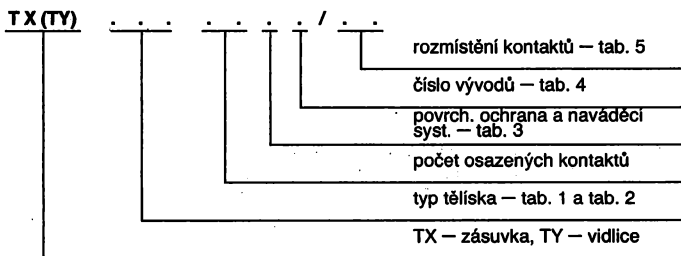 TX(TY) . . . . . . . / . .
rozmístění kontaktů — tab. 5
číslo vývodů — tab. 4
povrch. ochrana a naváděcí
syst. — tab. 3
počet osazených kontaktů
typ tělíska — tab. 1 a tab. 2
TX — zásuvka, TY — vidlice